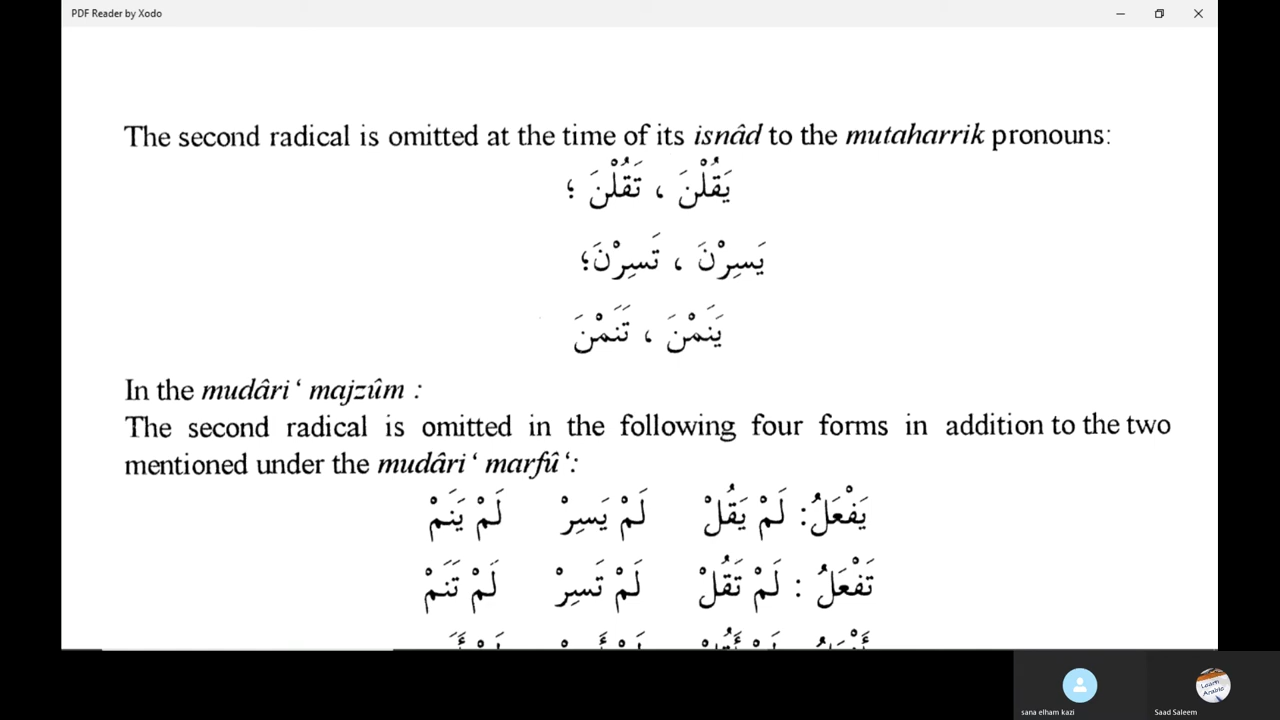 PDF Reader by Xodo
The second radical is omitted at the time of its isnâd to the mutaharrik pronouns:
يَقُلْنَ ، تَقُلْنَ ؛
يَسِرْنَ ، تَسِرْنَ؛
يَنَمْنَ ، تَنَمْنَ
In the mudâri‘ majzûm :
The second radical is omitted in the following four forms in addition to the two
mentioned under the mudâri‘ marfû‘:
يَفْعَلُ: لَمْ يَقُلْ لَمْ يَسِرْ لَمْ يَنَمْ
تَفْعَلُ : لَمْ تَقُلْ لَمْ تَسِرْ لَمْ تَنَمْ
sana elham kazi
Learn Arabic
Saad Saleem